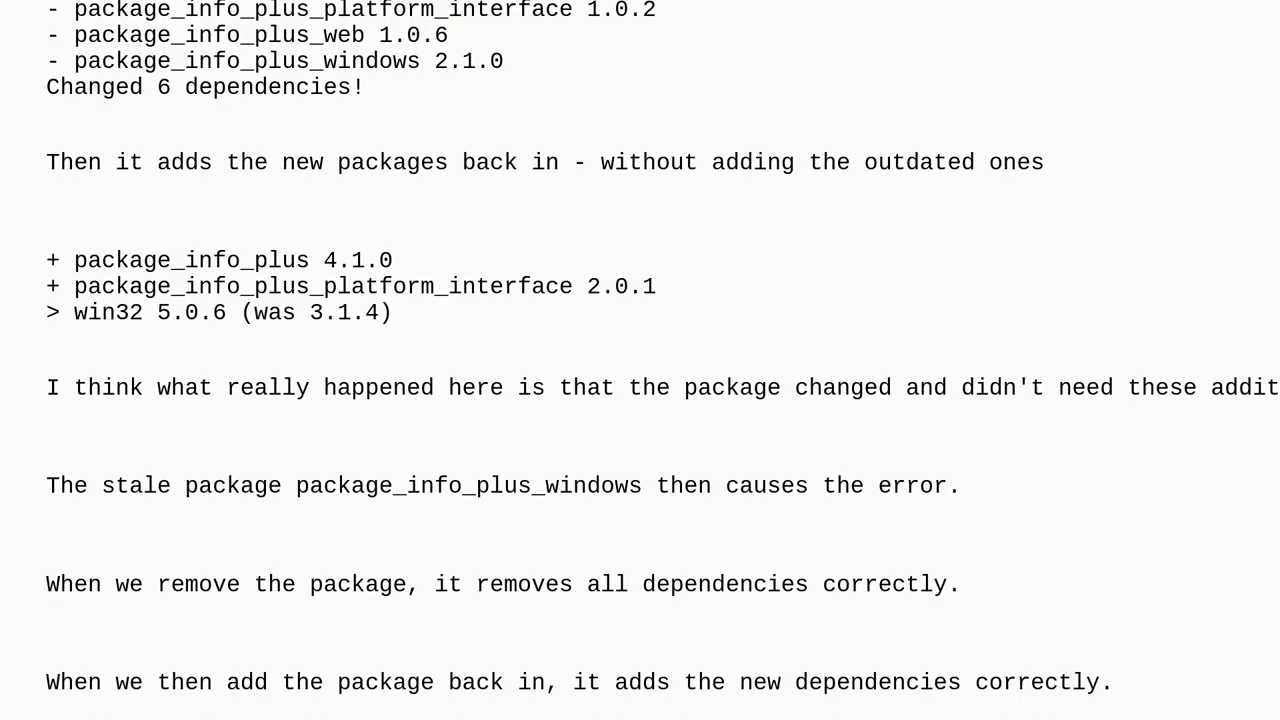 - package_info_plus_platform_interface 1.0.2
- package_info_plus_web 1.0.6
- package_info_plus_windows 2.1.0
Changed 6 dependencies!
Then it adds the new packages back in - without adding the outdated ones
+ package_info_plus 4.1.0
+ package_info_plus_platform_interface 2.0.1
> win32 5.0.6 (was 3.1.4)
I think what really happened here is that the package changed and didn't need these addit
The stale package package_info_plus_windows then causes the error.
When we remove the package, it removes all dependencies correctly.
When we then add the package back in, it adds the new dependencies correctly.